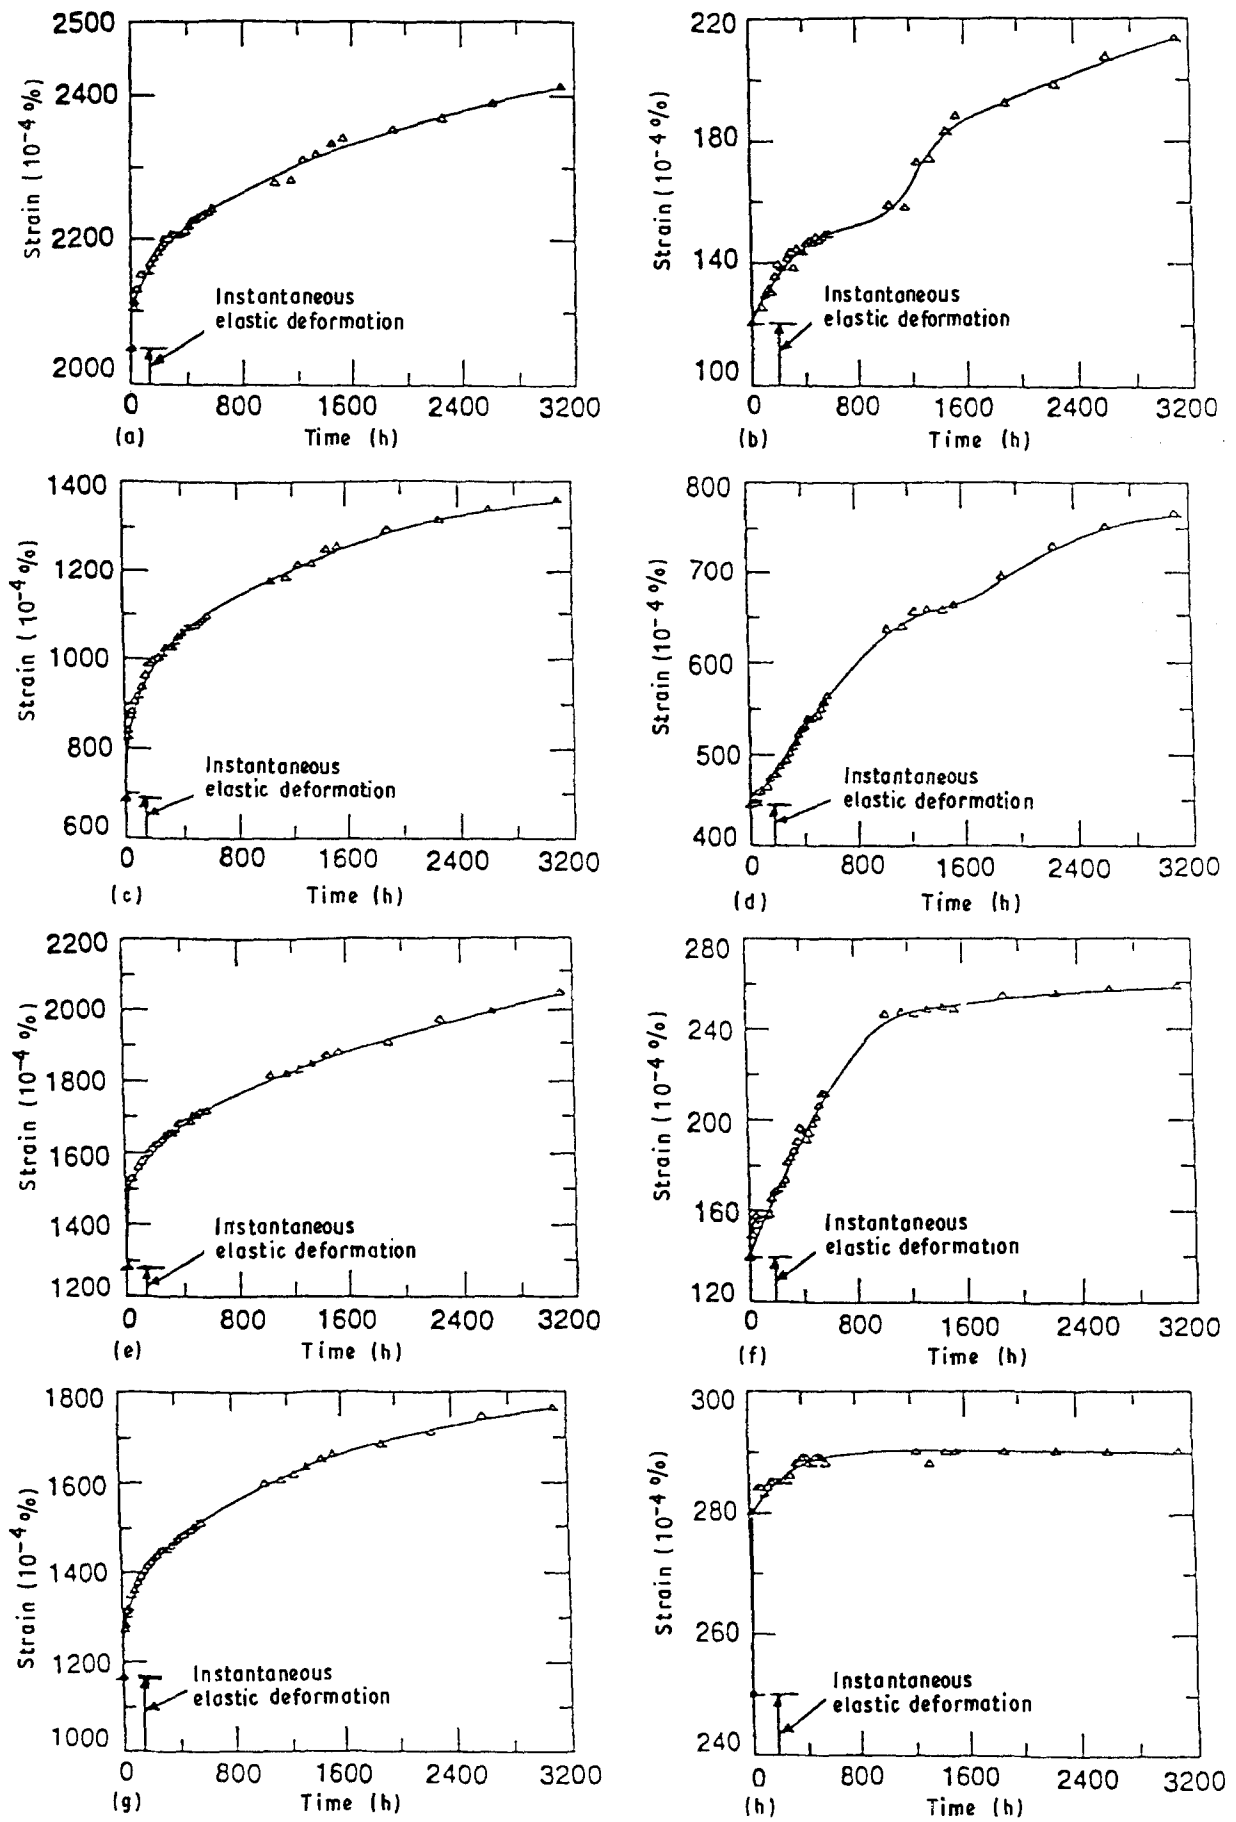 2500
2400
2200
2000
Strain (10⁻⁴ %)
Instantaneous
elastic deformation
0 800 1600 2400 3200
(a) Time (h)
220
180
140
100
Strain (10⁻⁴ %)
Instantaneous
elastic deformation
0 800 1600 2400 3200
(b) Time (h)
1400
1200
1000
800
600
Strain (10⁻⁴ %)
Instantaneous
elastic deformation
0 800 1600 2400 3200
(c) Time (h)
800
700
600
500
400
Strain (10⁻⁴ %)
Instantaneous
elastic deformation
0 800 1600 2400 3200
(d) Time (h)
2200
2000
1800
1600
1400
1200
Strain (10⁻⁴ %)
Instantaneous
elastic deformation
0 800 1600 2400 3200
(e) Time (h)
280
240
200
160
120
Strain (10⁻⁴ %)
Instantaneous
elastic deformation
0 800 1600 2400 3200
(f) Time (h)
1800
1600
1400
1200
1000
Strain (10⁻⁴ %)
Instantaneous
elastic deformation
0 800 1600 2400 3200
(g) Time (h)
300
280
260
240
Strain (10⁻⁴ %)
Instantaneous
elastic deformation
0 800 1600 2400 3200
(h) Time (h)